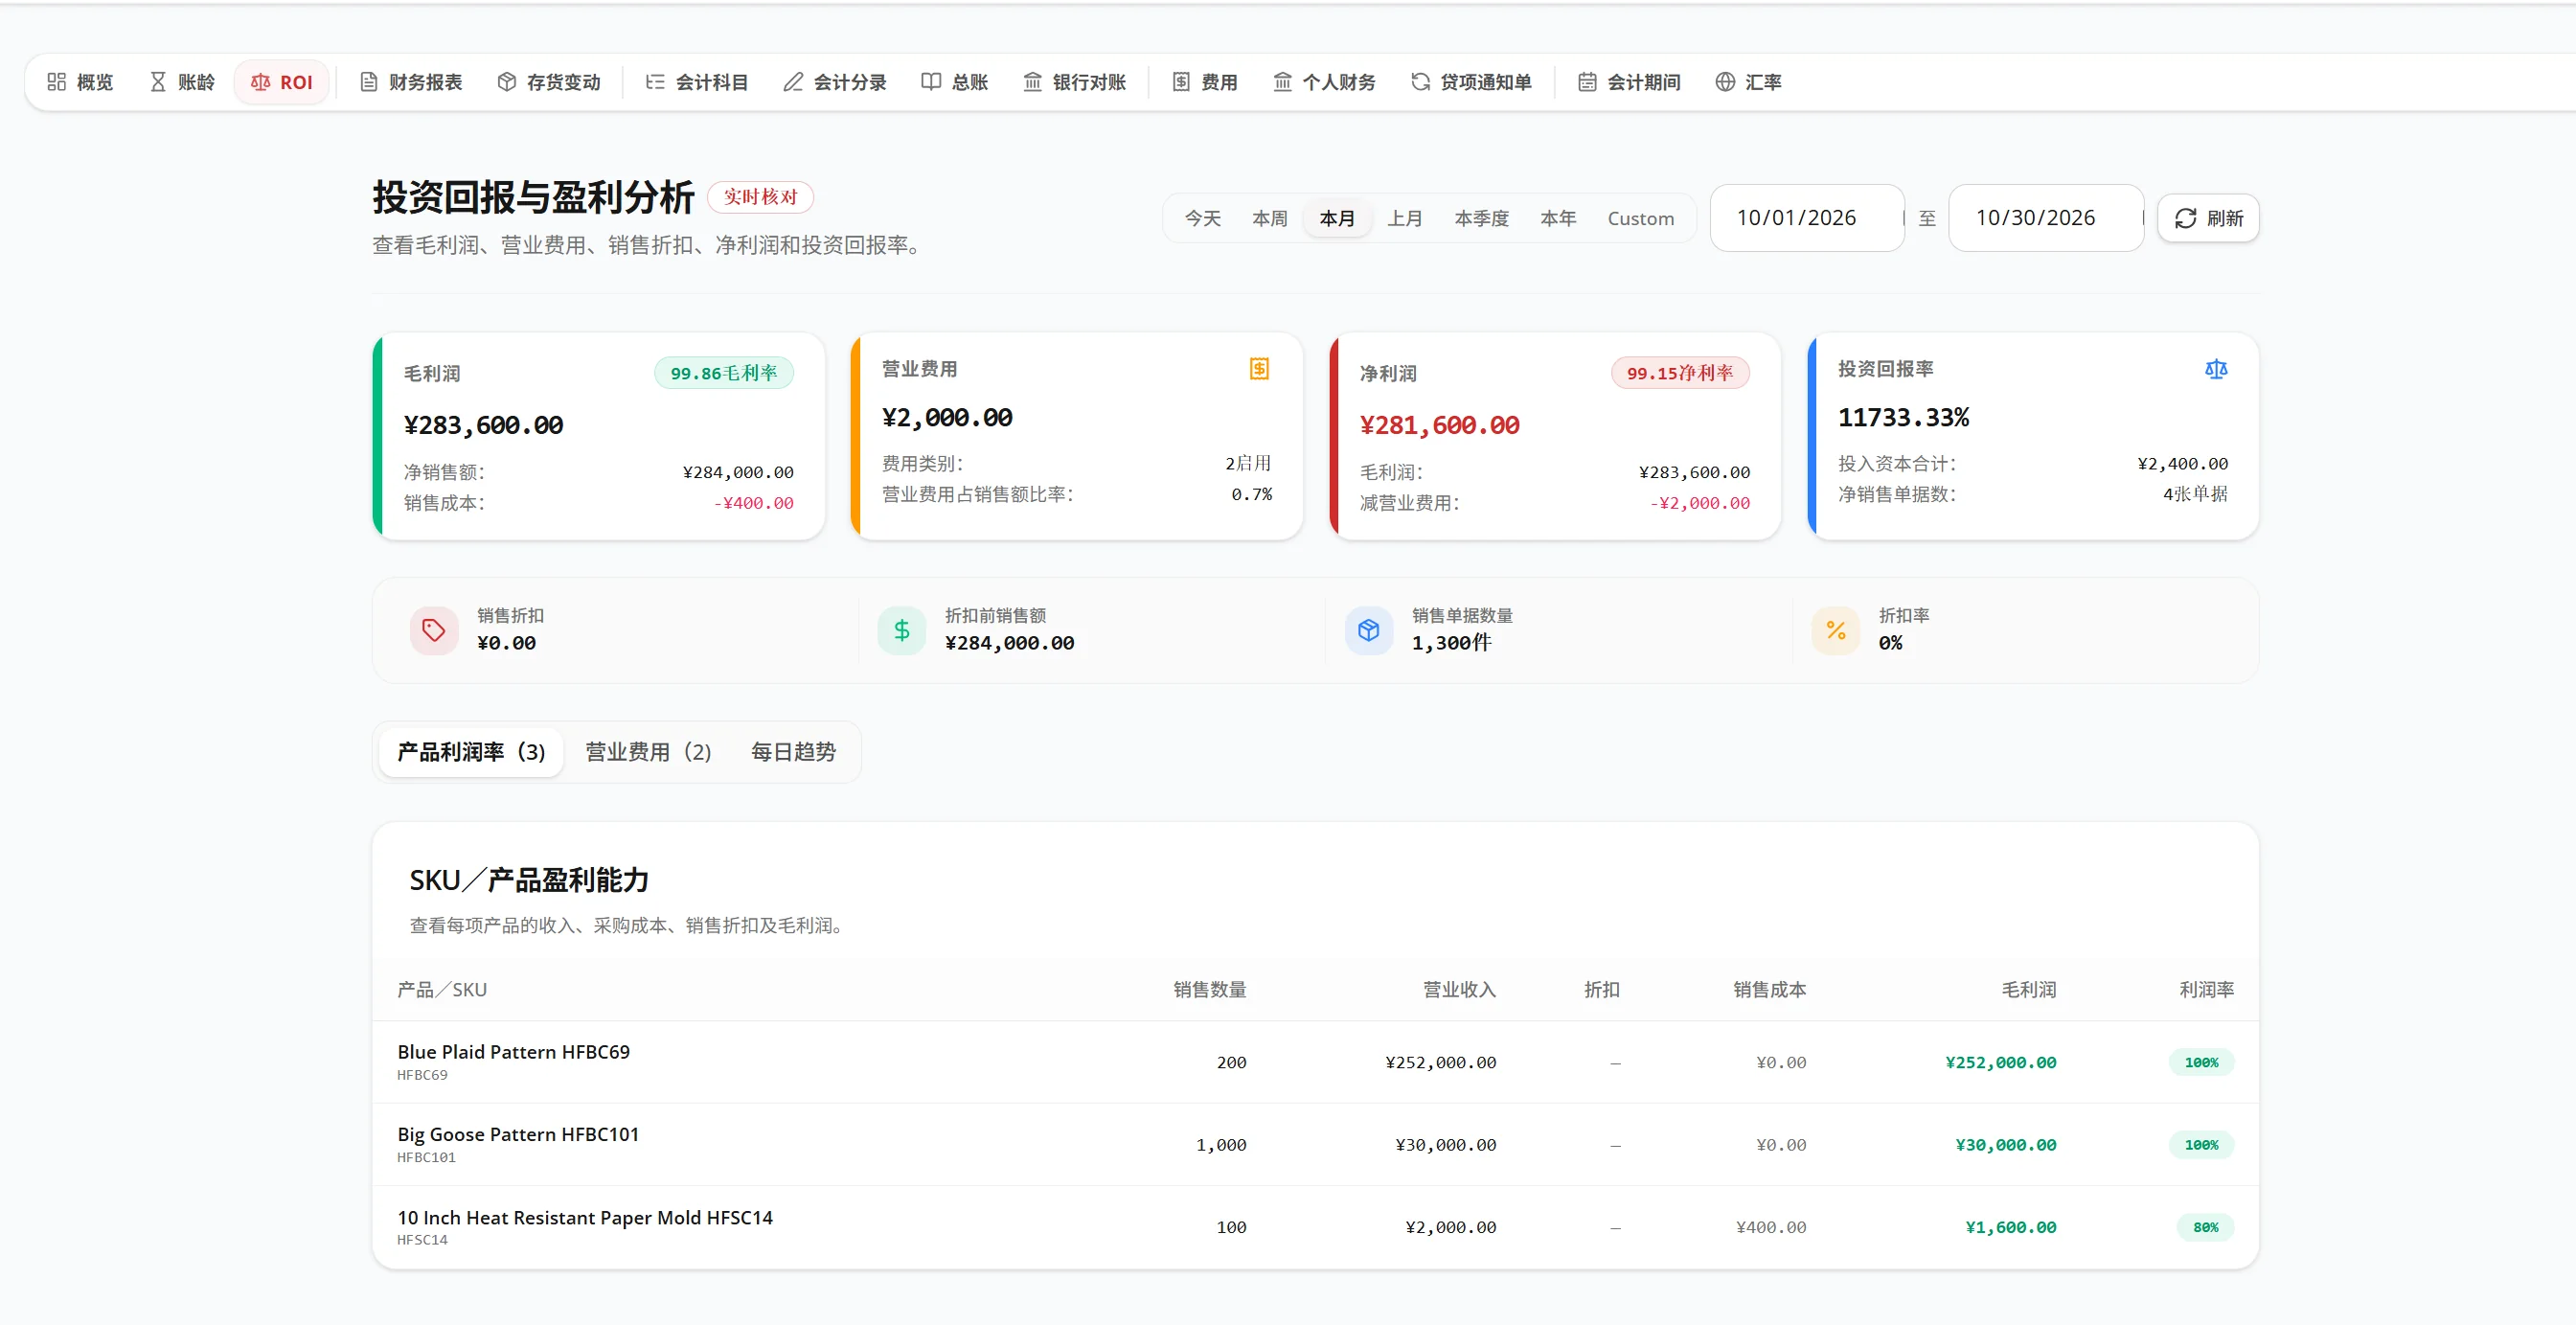 概览 账龄 ROI 财务报表 存货变动 会计科目 会计分录 总账 银行对账 费用 个人财务 贷项通知单 会计期间 汇率
投资回报与盈利分析 实时核对
查看毛利润、营业费用、销售折扣、净利润和投资回报率。
今天 本周 本月 上月 本季度 本年 Custom 10/01/2026 至 10/30/2026 刷新
毛利润 99.86毛利率
¥283,600.00
净销售额： ¥284,000.00
销售成本： -¥400.00
营业费用
¥2,000.00
费用类别： 2启用
营业费用占销售额比率： 0.7%
净利润 99.15净利率
¥281,600.00
毛利润： ¥283,600.00
减营业费用： -¥2,000.00
投资回报率
11733.33%
投入资本合计： ¥2,400.00
净销售单据数： 4张单据
销售折扣
¥0.00
折扣前销售额
¥284,000.00
销售单据数量
1,300件
折扣率
0%
产品利润率（3） 营业费用（2） 每日趋势
SKU／产品盈利能力
查看每项产品的收入、采购成本、销售折扣及毛利润。
产品／SKU 销售数量 营业收入 折扣 销售成本 毛利润 利润率
Blue Plaid Pattern HFBC69
HFBC69
200 ¥252,000.00 — ¥0.00 ¥252,000.00 100%
Big Goose Pattern HFBC101
HFBC101
1,000 ¥30,000.00 — ¥0.00 ¥30,000.00 100%
10 Inch Heat Resistant Paper Mold HFSC14
HFSC14
100 ¥2,000.00 — ¥400.00 ¥1,600.00 80%